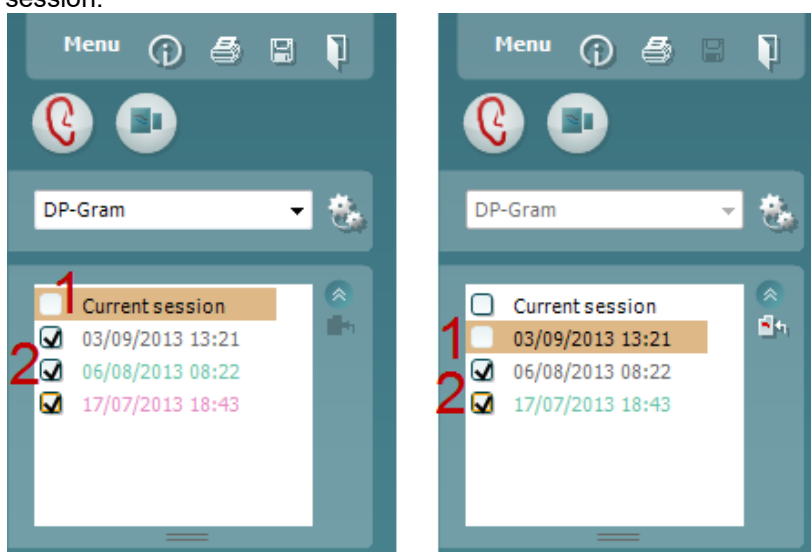 session.
Menu
DP-Gram
1
Current session
03/09/2013 13:21
2
06/08/2013 08:22
17/07/2013 18:43
Menu
DP-Gram
Current session
1
03/09/2013 13:21
06/08/2013 08:22
2
17/07/2013 18:43